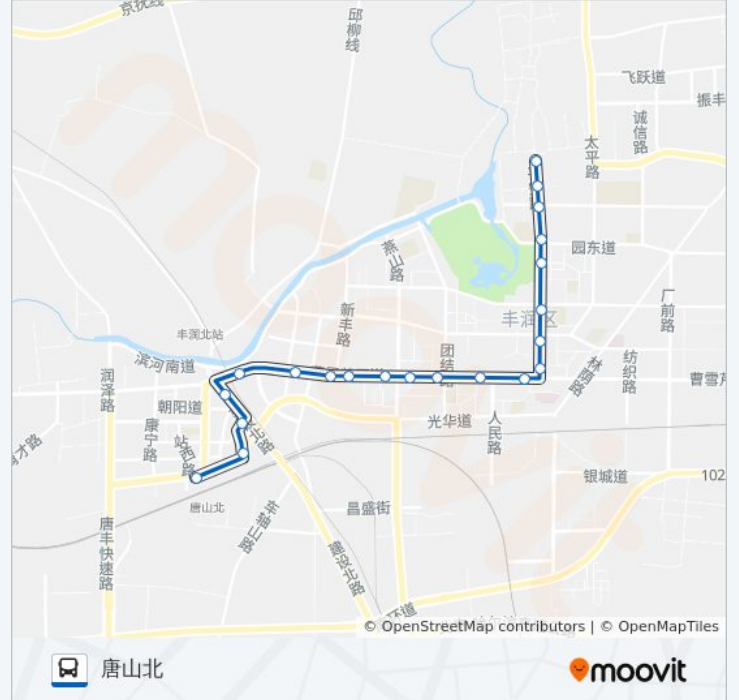 京抚线
邱柳线
飞跃道
振丰
诚信路
太平路
园东道
燕山路
厂前路
新丰路
丰润区
丰润北站
团结路
滨河南道
林荫路
纺织路
润泽路
曹雪芹
朝阳道
光华道
人民路
康宁路
站西路
银城道
102
唐山北
昌盛街
车轴山路
唐丰快速路
建设北路
环道
© OpenStreetMap contributors | © OpenMapTiles
唐山北
moovit